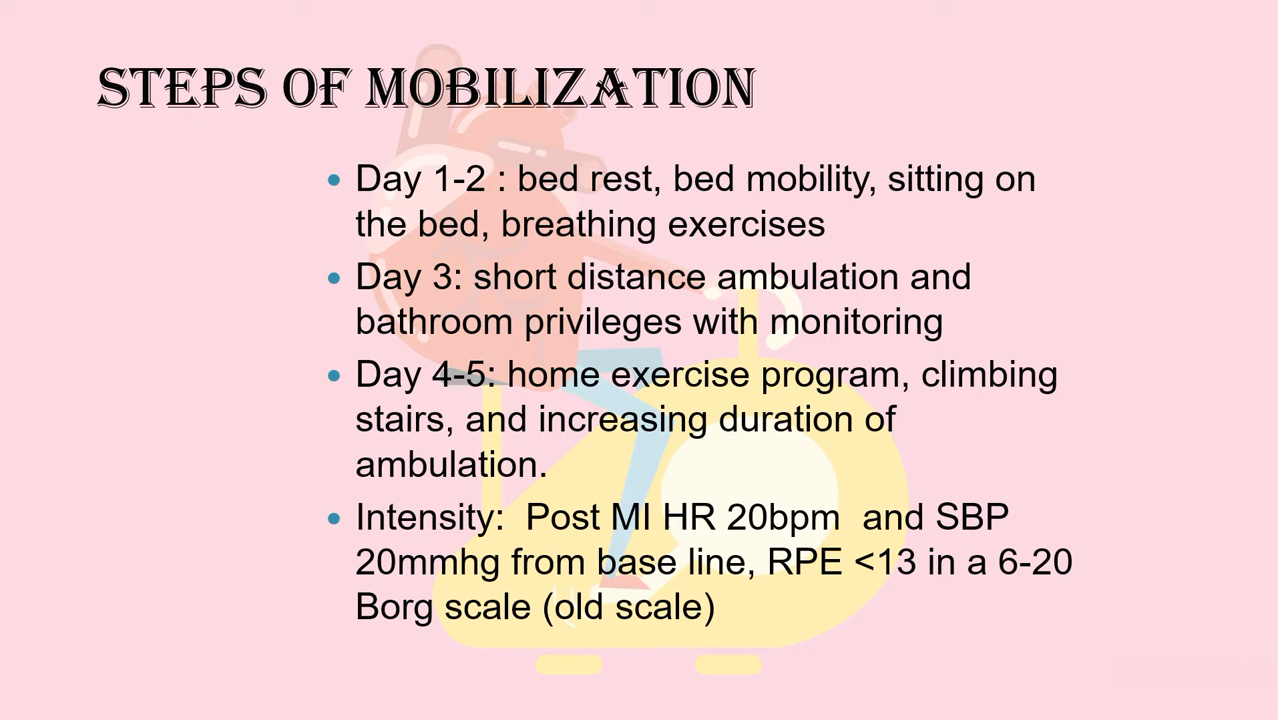 STEPS OF MOBILIZATION
• Day 1-2 : bed rest, bed mobility, sitting on
the bed, breathing exercises
• Day 3: short distance ambulation and
bathroom privileges with monitoring
• Day 4-5: home exercise program, climbing
stairs, and increasing duration of
ambulation.
• Intensity:  Post MI HR 20bpm  and SBP
20mmhg from base line, RPE <13 in a 6-20
Borg scale (old scale)